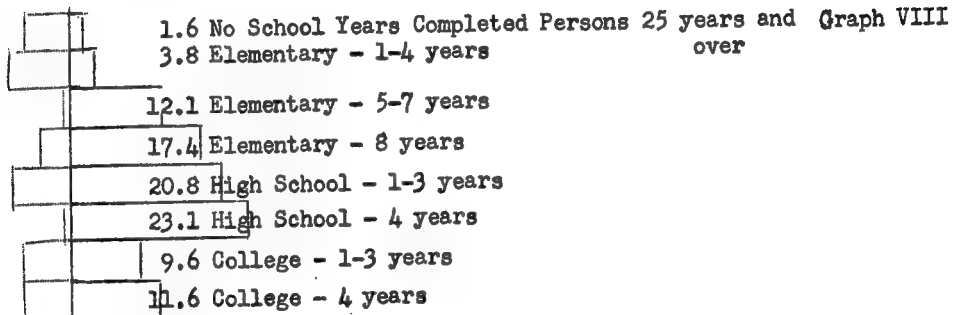 1.6 No School Years Completed Persons 25 years and Graph VIII
3.8 Elementary - 1-4 years over
12.1 Elementary - 5-7 years
17.4 Elementary - 8 years
20.8 High School - 1-3 years
23.1 High School - 4 years
9.6 College - 1-3 years
11.6 College - 4 years